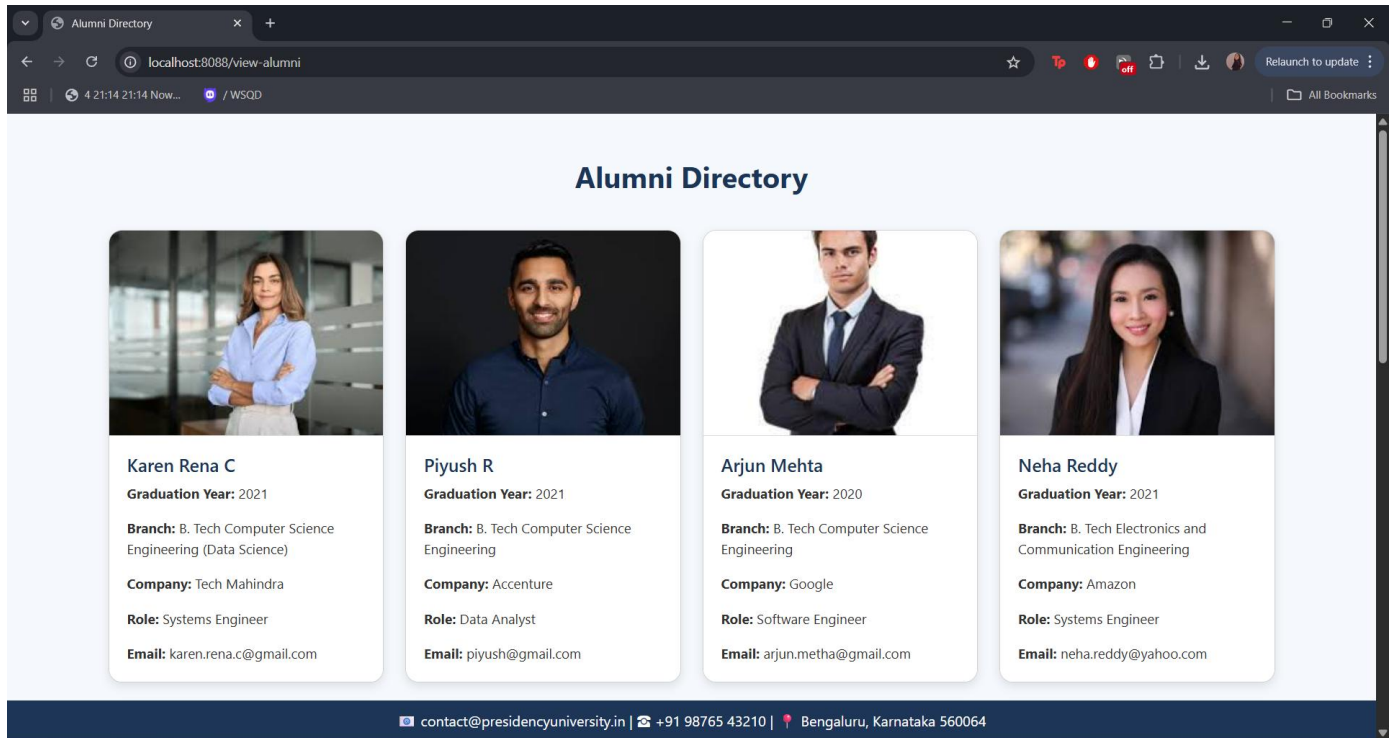 Alumni Directory
localhost:8088/view-alumni
Tp
off
Relaunch to update
4 21:14 21:14 Now...
/ WSQD
All Bookmarks
Alumni Directory
Karen Rena C
Graduation Year: 2021
Branch: B. Tech Computer Science
Engineering (Data Science)
Company: Tech Mahindra
Role: Systems Engineer
Email: karen.rena.c@gmail.com
Piyush R
Graduation Year: 2021
Branch: B. Tech Computer Science
Engineering
Company: Accenture
Role: Data Analyst
Email: piyush@gmail.com
Arjun Mehta
Graduation Year: 2020
Branch: B. Tech Computer Science
Engineering
Company: Google
Role: Software Engineer
Email: arjun.metha@gmail.com
Neha Reddy
Graduation Year: 2021
Branch: B. Tech Electronics and
Communication Engineering
Company: Amazon
Role: Systems Engineer
Email: neha.reddy@yahoo.com
contact@presidencyuniversity.in | ☎ +91 98765 43210 | 📍 Bengaluru, Karnataka 560064